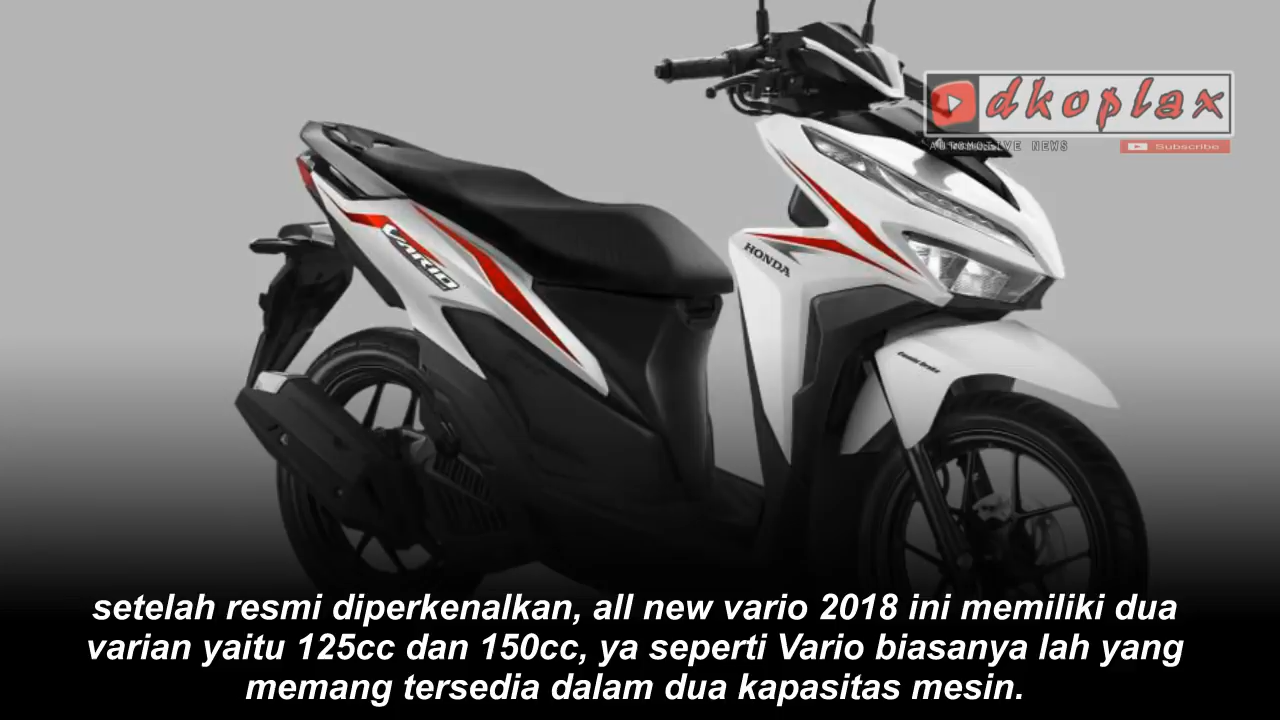 dkoplax
AUTOMOTIVE NEWS
Subscribe
VARIO
HONDA
setelah resmi diperkenalkan, all new vario 2018 ini memiliki dua
varian yaitu 125cc dan 150cc, ya seperti Vario biasanya lah yang
memang tersedia dalam dua kapasitas mesin.